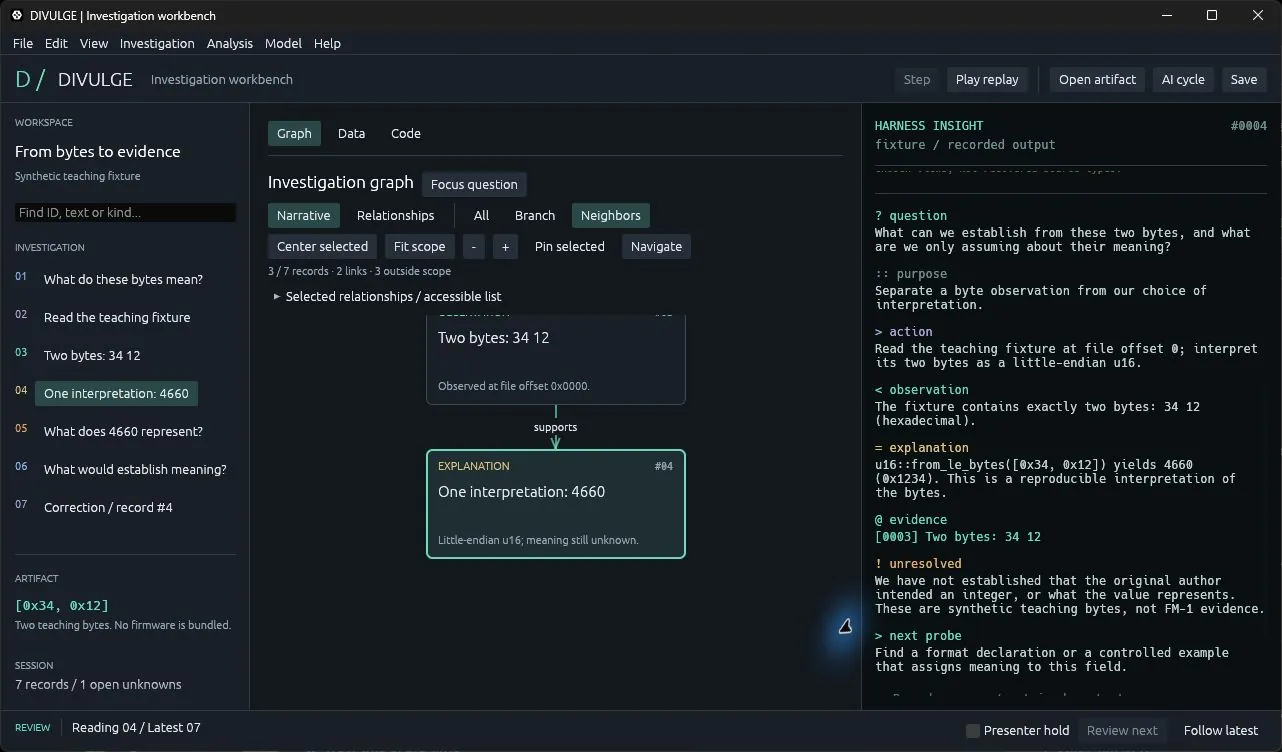 DIVULGE | Investigation workbench
File Edit View Investigation Analysis Model Help
D / DIVULGE Investigation workbench
Step Play replay Open artifact AI cycle Save
WORKSPACE
From bytes to evidence
Synthetic teaching fixture
Find ID, text or kind...
INVESTIGATION
01 What do these bytes mean?
02 Read the teaching fixture
03 Two bytes: 34 12
04 One interpretation: 4660
05 What does 4660 represent?
06 What would establish meaning?
07 Correction / record #4
ARTIFACT
[0x34, 0x12]
Two teaching bytes. No firmware is bundled.
SESSION
7 records / 1 open unknowns
Graph Data Code
Investigation graph Focus question
Narrative Relationships All Branch Neighbors
Center selected Fit scope - + Pin selected Navigate
3 / 7 records · 2 links · 3 outside scope
▸ Selected relationships / accessible list
Two bytes: 34 12
Observed at file offset 0x0000.
supports
EXPLANATION #04
One interpretation: 4660
Little-endian u16; meaning still unknown.
HARNESS INSIGHT #0004
fixture / recorded output
? question
What can we establish from these two bytes, and what
are we only assuming about their meaning?
:: purpose
Separate a byte observation from our choice of
interpretation.
> action
Read the teaching fixture at file offset 0; interpret
its two bytes as a little-endian u16.
< observation
The fixture contains exactly two bytes: 34 12
(hexadecimal).
= explanation
u16::from_le_bytes([0x34, 0x12]) yields 4660
(0x1234). This is a reproducible interpretation of
the bytes.
@ evidence
[0003] Two bytes: 34 12
! unresolved
We have not established that the original author
intended an integer, or what the value represents.
These are synthetic teaching bytes, not FM-1 evidence.
> next probe
Find a format declaration or a controlled example
that assigns meaning to this field.
REVIEW Reading 04 / Latest 07
Presenter hold Review next Follow latest